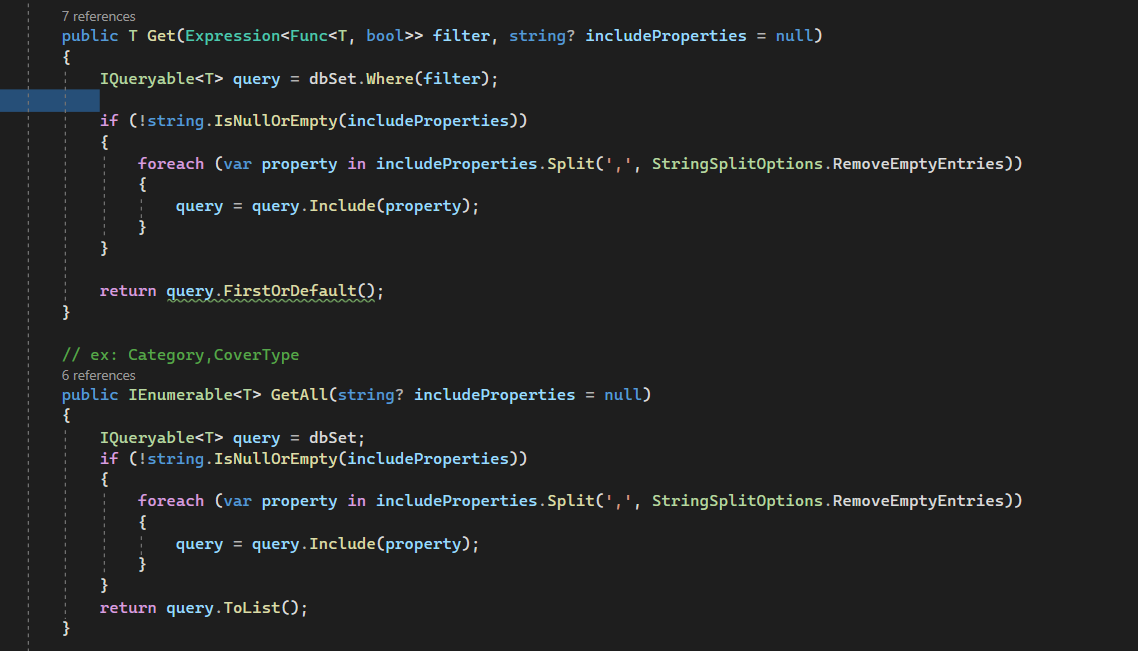 7 references
public T Get(Expression<Func<T, bool>> filter, string? includeProperties = null)
{
IQueryable<T> query = dbSet.Where(filter);
if (!string.IsNullOrEmpty(includeProperties))
{
foreach (var property in includeProperties.Split(',', StringSplitOptions.RemoveEmptyEntries))
{
query = query.Include(property);
}
}
return query.FirstOrDefault();
}
// ex: Category,CoverType
6 references
public IEnumerable<T> GetAll(string? includeProperties = null)
{
IQueryable<T> query = dbSet;
if (!string.IsNullOrEmpty(includeProperties))
{
foreach (var property in includeProperties.Split(',', StringSplitOptions.RemoveEmptyEntries))
{
query = query.Include(property);
}
}
return query.ToList();
}